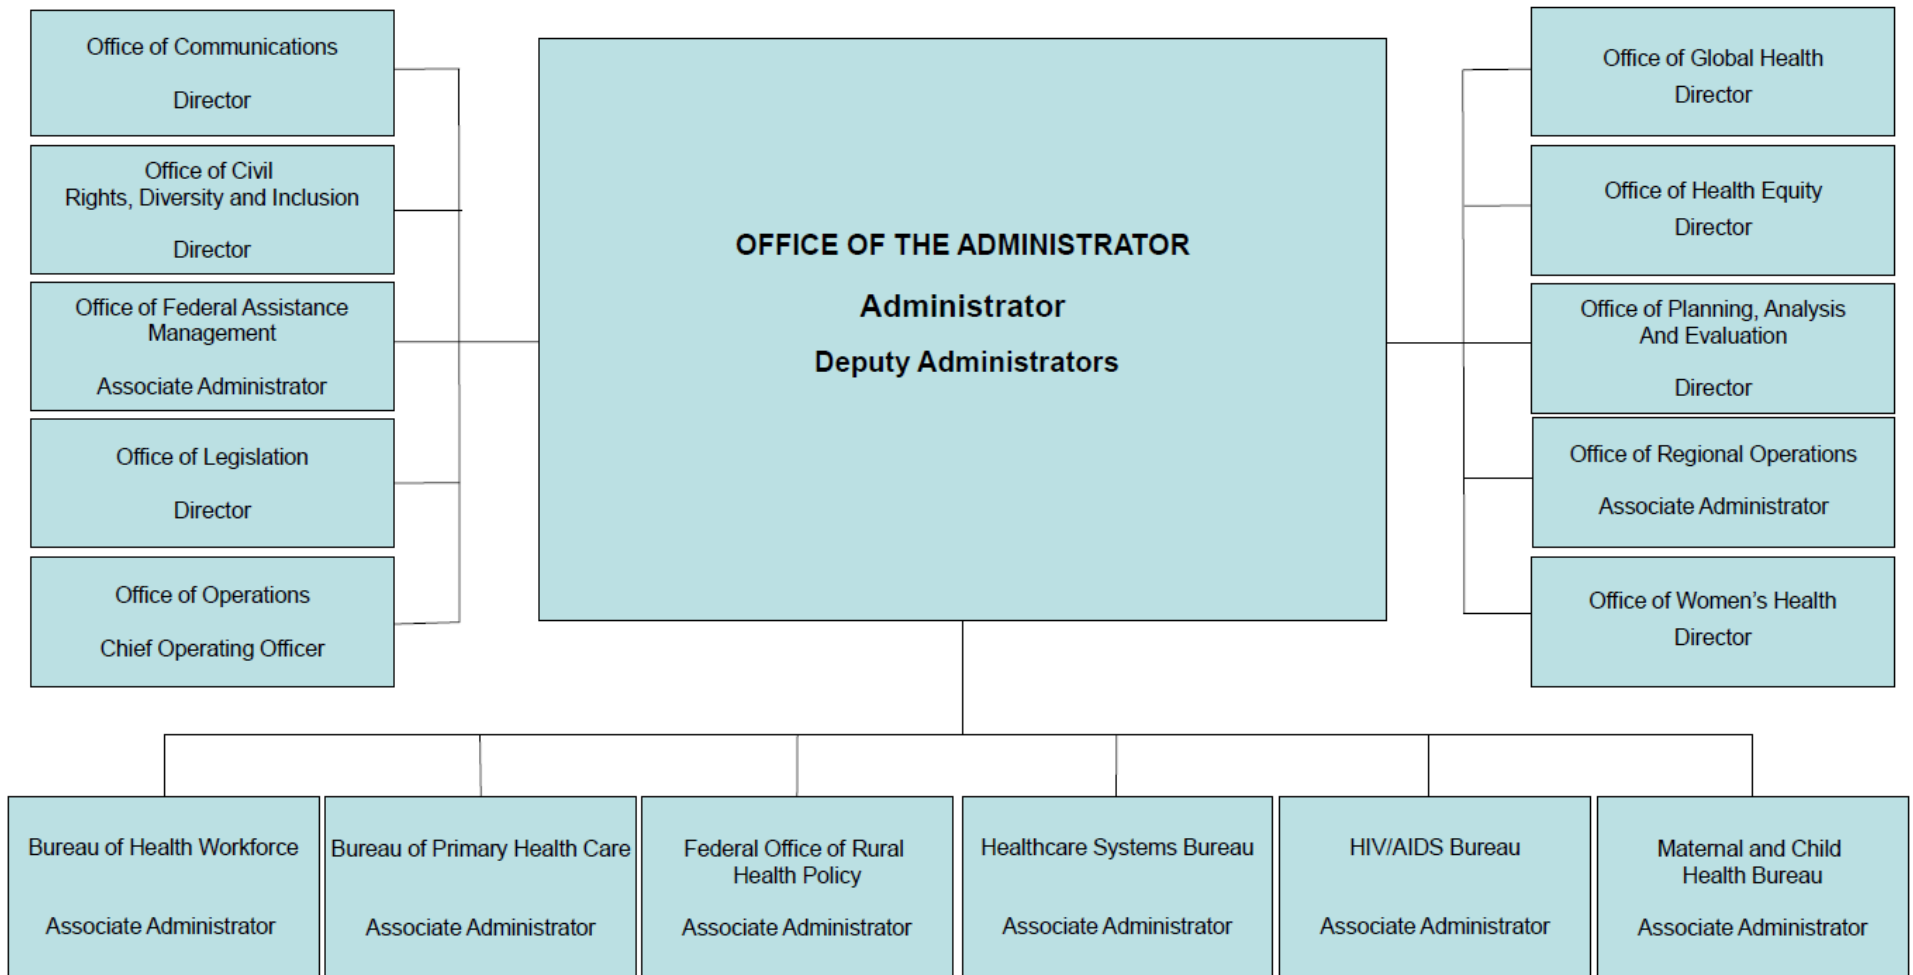 Office of Communications
Director
Office of Civil
Rights, Diversity and Inclusion
Director
Office of Federal Assistance
Management
Associate Administrator
Office of Legislation
Director
Office of Operations
Chief Operating Officer
OFFICE OF THE ADMINISTRATOR
Administrator
Deputy Administrators
Office of Global Health
Director
Office of Health Equity
Director
Office of Planning, Analysis
And Evaluation
Director
Office of Regional Operations
Associate Administrator
Office of Women’s Health
Director
Bureau of Health Workforce
Associate Administrator
Bureau of Primary Health Care
Associate Administrator
Federal Office of Rural
Health Policy
Associate Administrator
Healthcare Systems Bureau
Associate Administrator
HIV/AIDS Bureau
Associate Administrator
Maternal and Child
Health Bureau
Associate Administrator